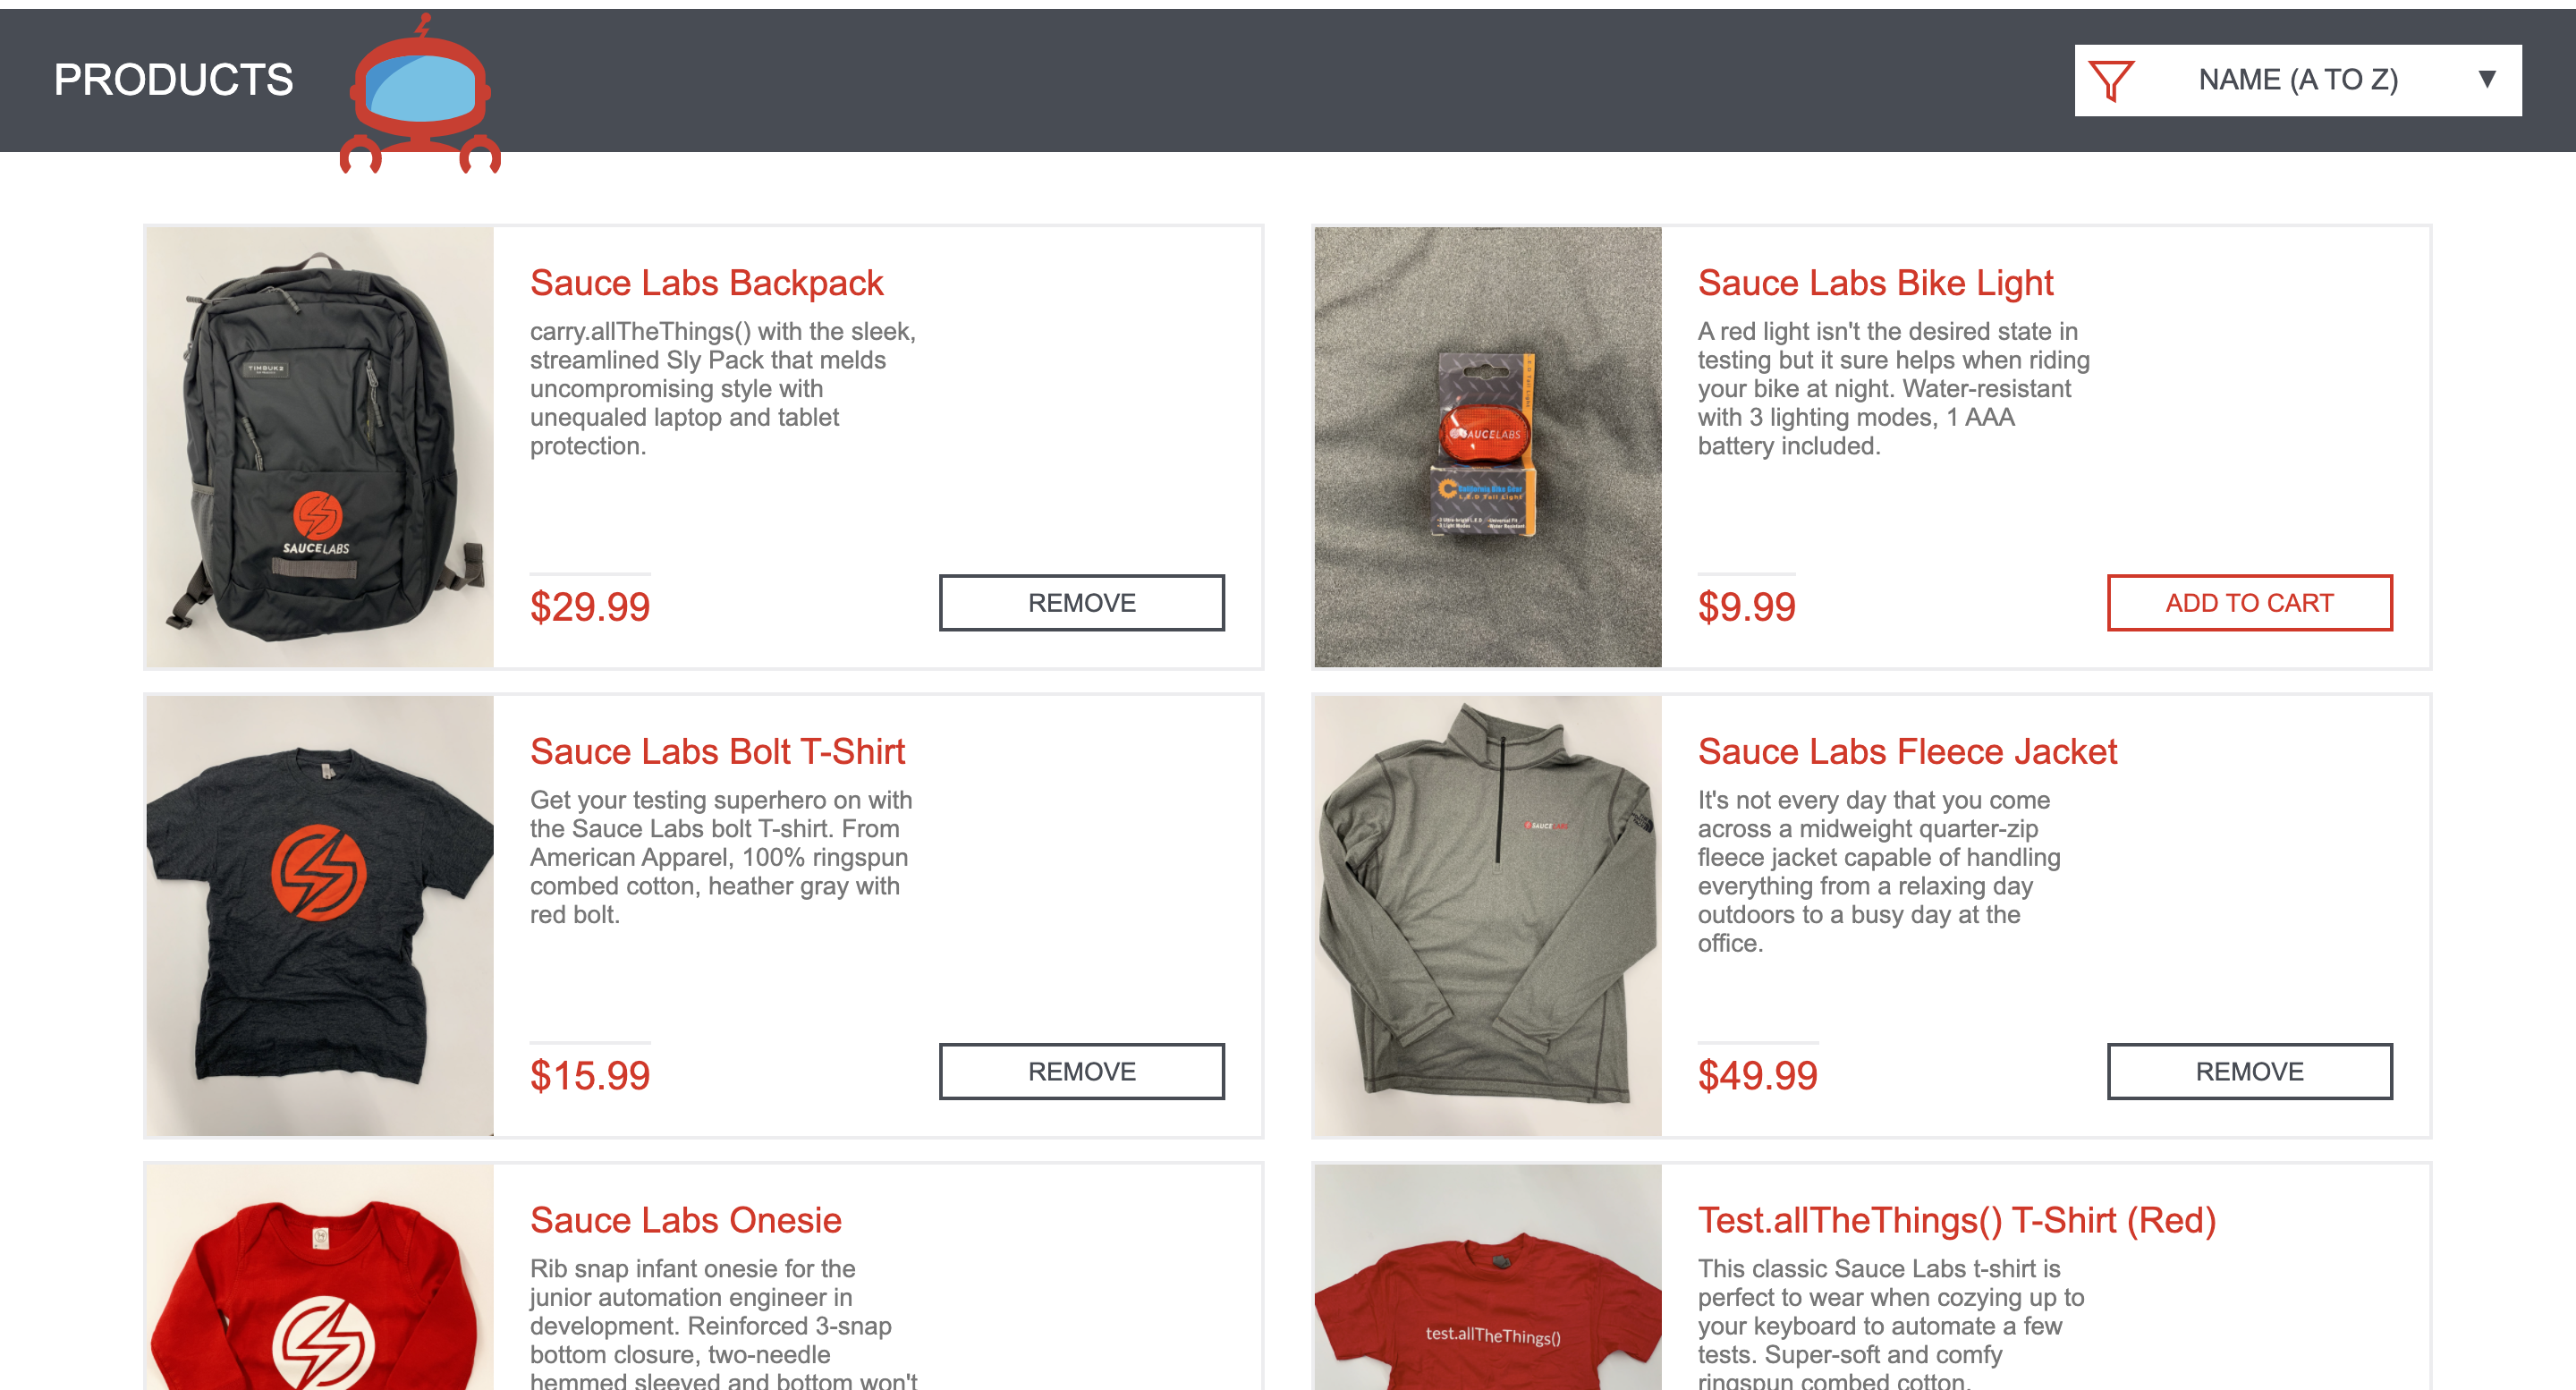 PRODUCTS
NAME (A TO Z)
TIMBUK2
SAUCELABS
Sauce Labs Backpack
carry.allTheThings() with the sleek,
streamlined Sly Pack that melds
uncompromising style with
unequaled laptop and tablet
protection.
$29.99
REMOVE
SAUCELABS
California Bike Gear
L.E.D Tail Light
Sauce Labs Bike Light
A red light isn't the desired state in
testing but it sure helps when riding
your bike at night. Water-resistant
with 3 lighting modes, 1 AAA
battery included.
$9.99
ADD TO CART
Sauce Labs Bolt T-Shirt
Get your testing superhero on with
the Sauce Labs bolt T-shirt. From
American Apparel, 100% ringspun
combed cotton, heather gray with
red bolt.
$15.99
REMOVE
SAUCELABS
Sauce Labs Fleece Jacket
It's not every day that you come
across a midweight quarter-zip
fleece jacket capable of handling
everything from a relaxing day
outdoors to a busy day at the
office.
$49.99
REMOVE
Sauce Labs Onesie
Rib snap infant onesie for the
junior automation engineer in
development. Reinforced 3-snap
bottom closure, two-needle
hemmed sleeved and bottom won't
test.allTheThings()
Test.allTheThings() T-Shirt (Red)
This classic Sauce Labs t-shirt is
perfect to wear when cozying up to
your keyboard to automate a few
tests. Super-soft and comfy
ringspun combed cotton.